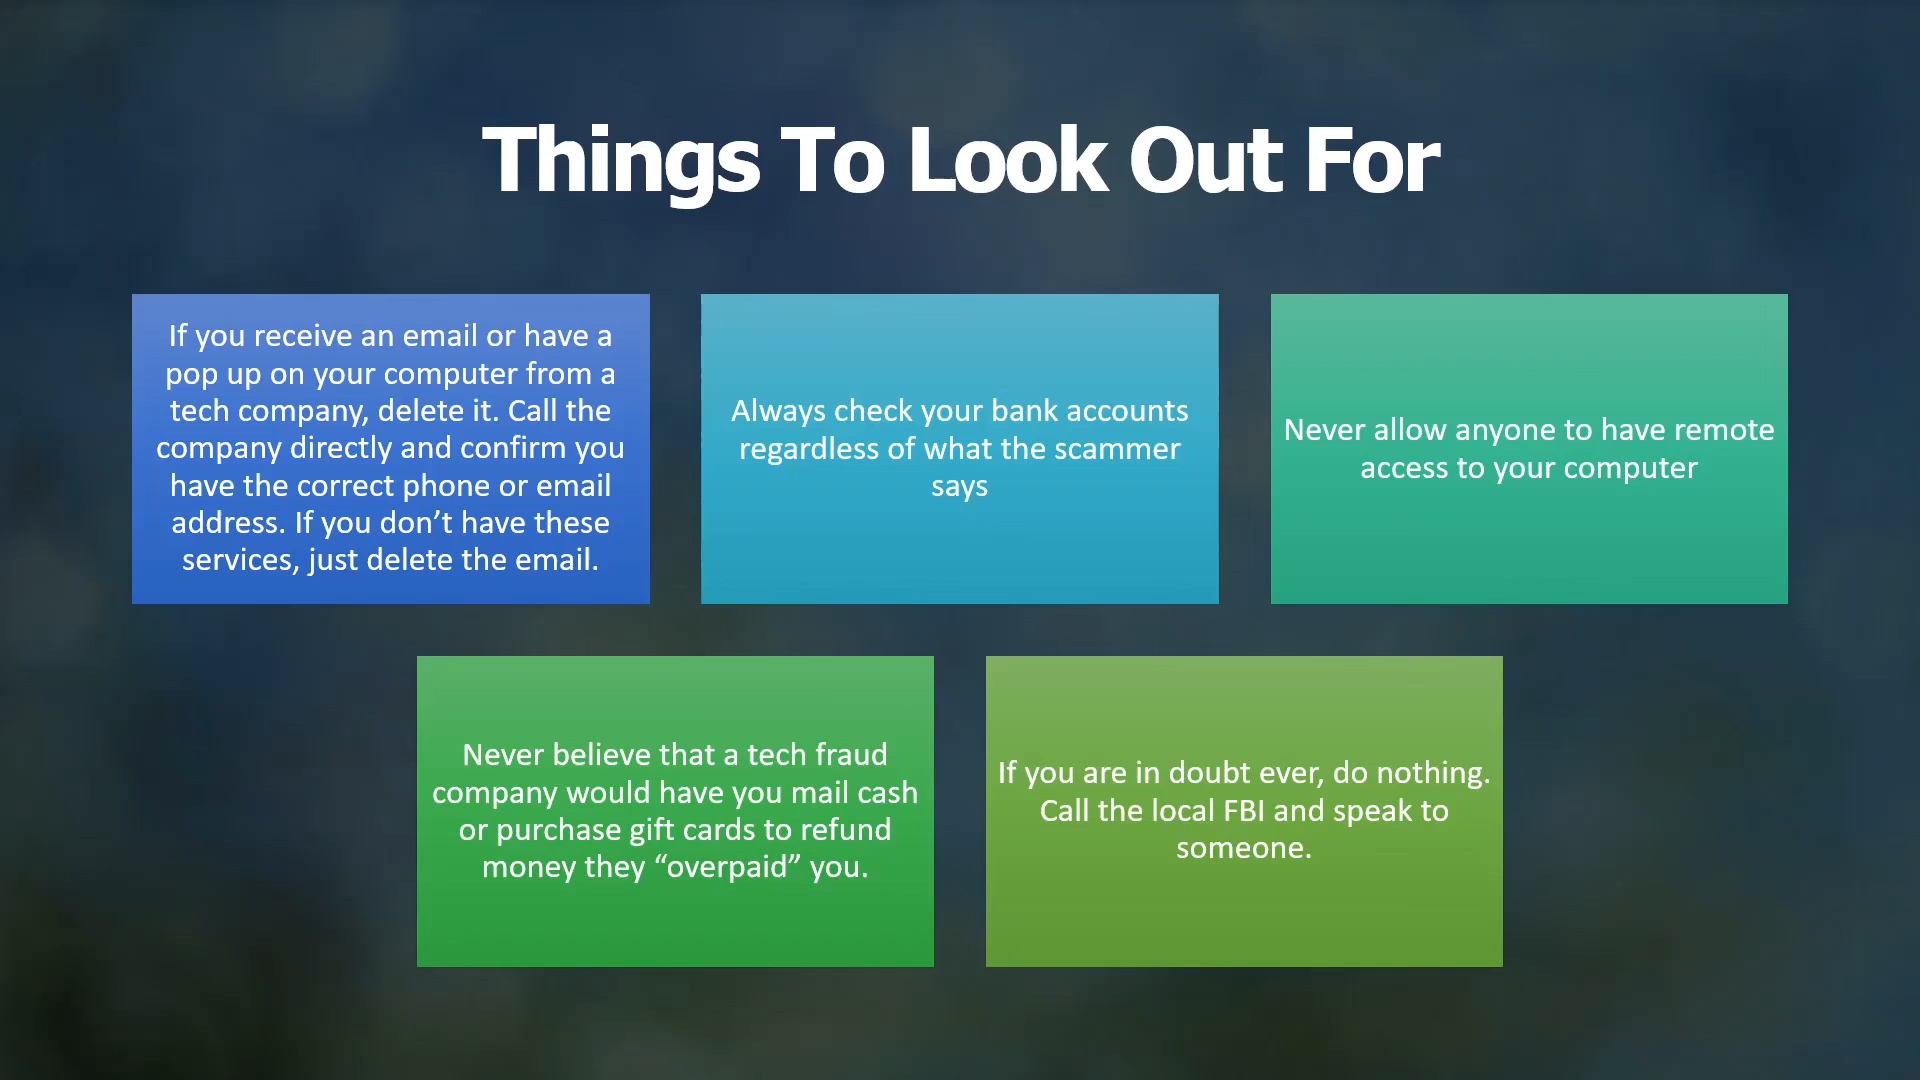 Things To Look Out For
If you receive an email or have a
pop up on your computer from a
tech company, delete it. Call the
company directly and confirm you
have the correct phone or email
address. If you don’t have these
services, just delete the email.
Always check your bank accounts
regardless of what the scammer
says
Never allow anyone to have remote
access to your computer
Never believe that a tech fraud
company would have you mail cash
or purchase gift cards to refund
money they “overpaid” you.
If you are in doubt ever, do nothing.
Call the local FBI and speak to
someone.